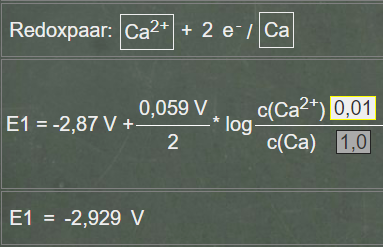 Redoxpaar: Ca2+ + 2 e- / Ca
E1 = -2,87 V + 0,059 V / 2 * log c(Ca2+) 0,01 / c(Ca) 1,0
E1 = -2,929 V